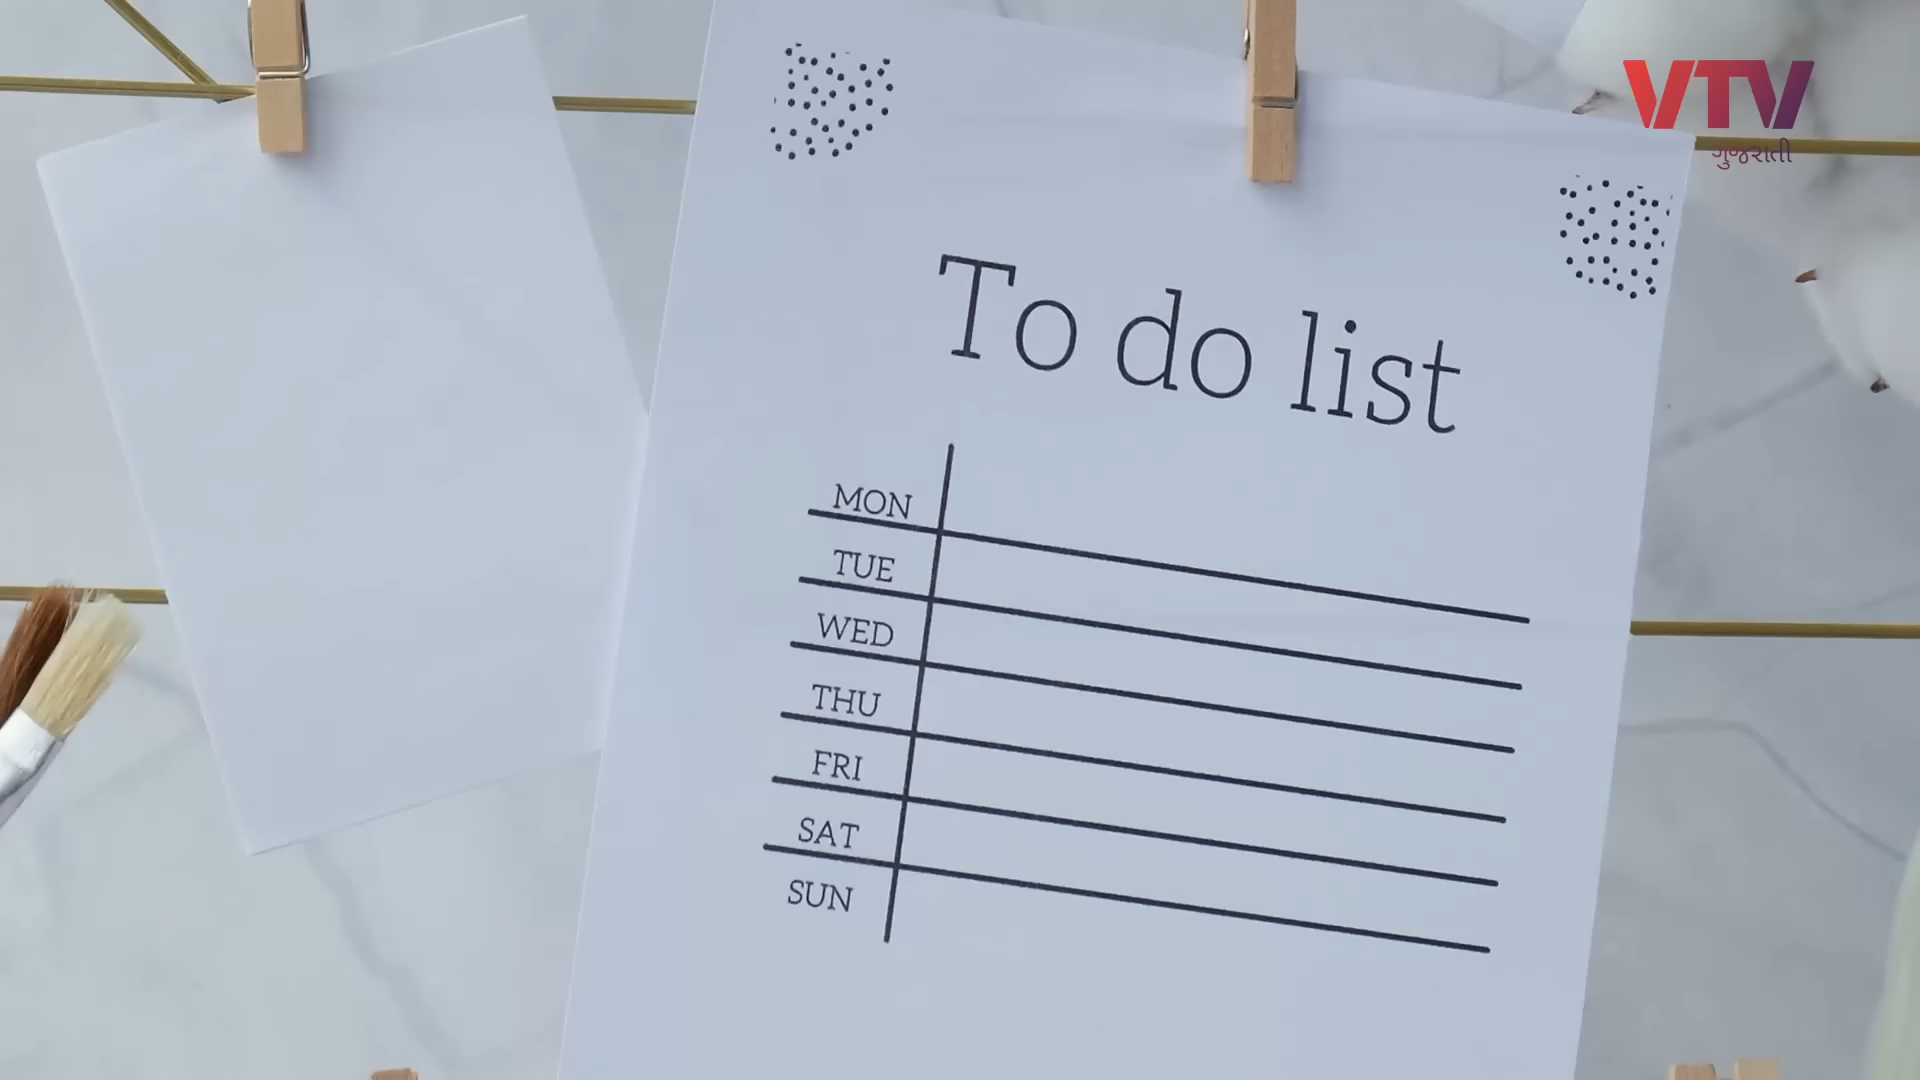 VTV
ગુજરાતી
To do list
MON
TUE
WED
THU
FRI
SAT
SUN